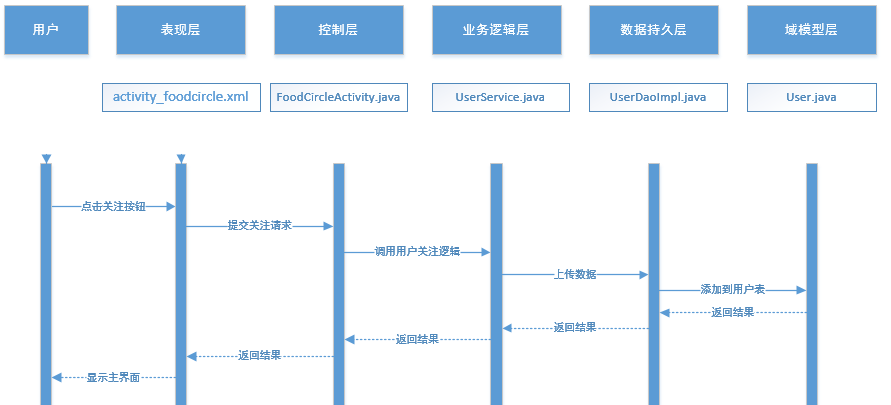 用户
表现层
控制层
业务逻辑层
数据持久层
域模型层
activity_foodcircle.xml
FoodCircleActivity.java
UserService.java
UserDaoImpl.java
User.java
点击关注按钮
提交关注请求
调用用户关注逻辑
上传数据
添加到用户表
返回结果
返回结果
返回结果
返回结果
显示主界面